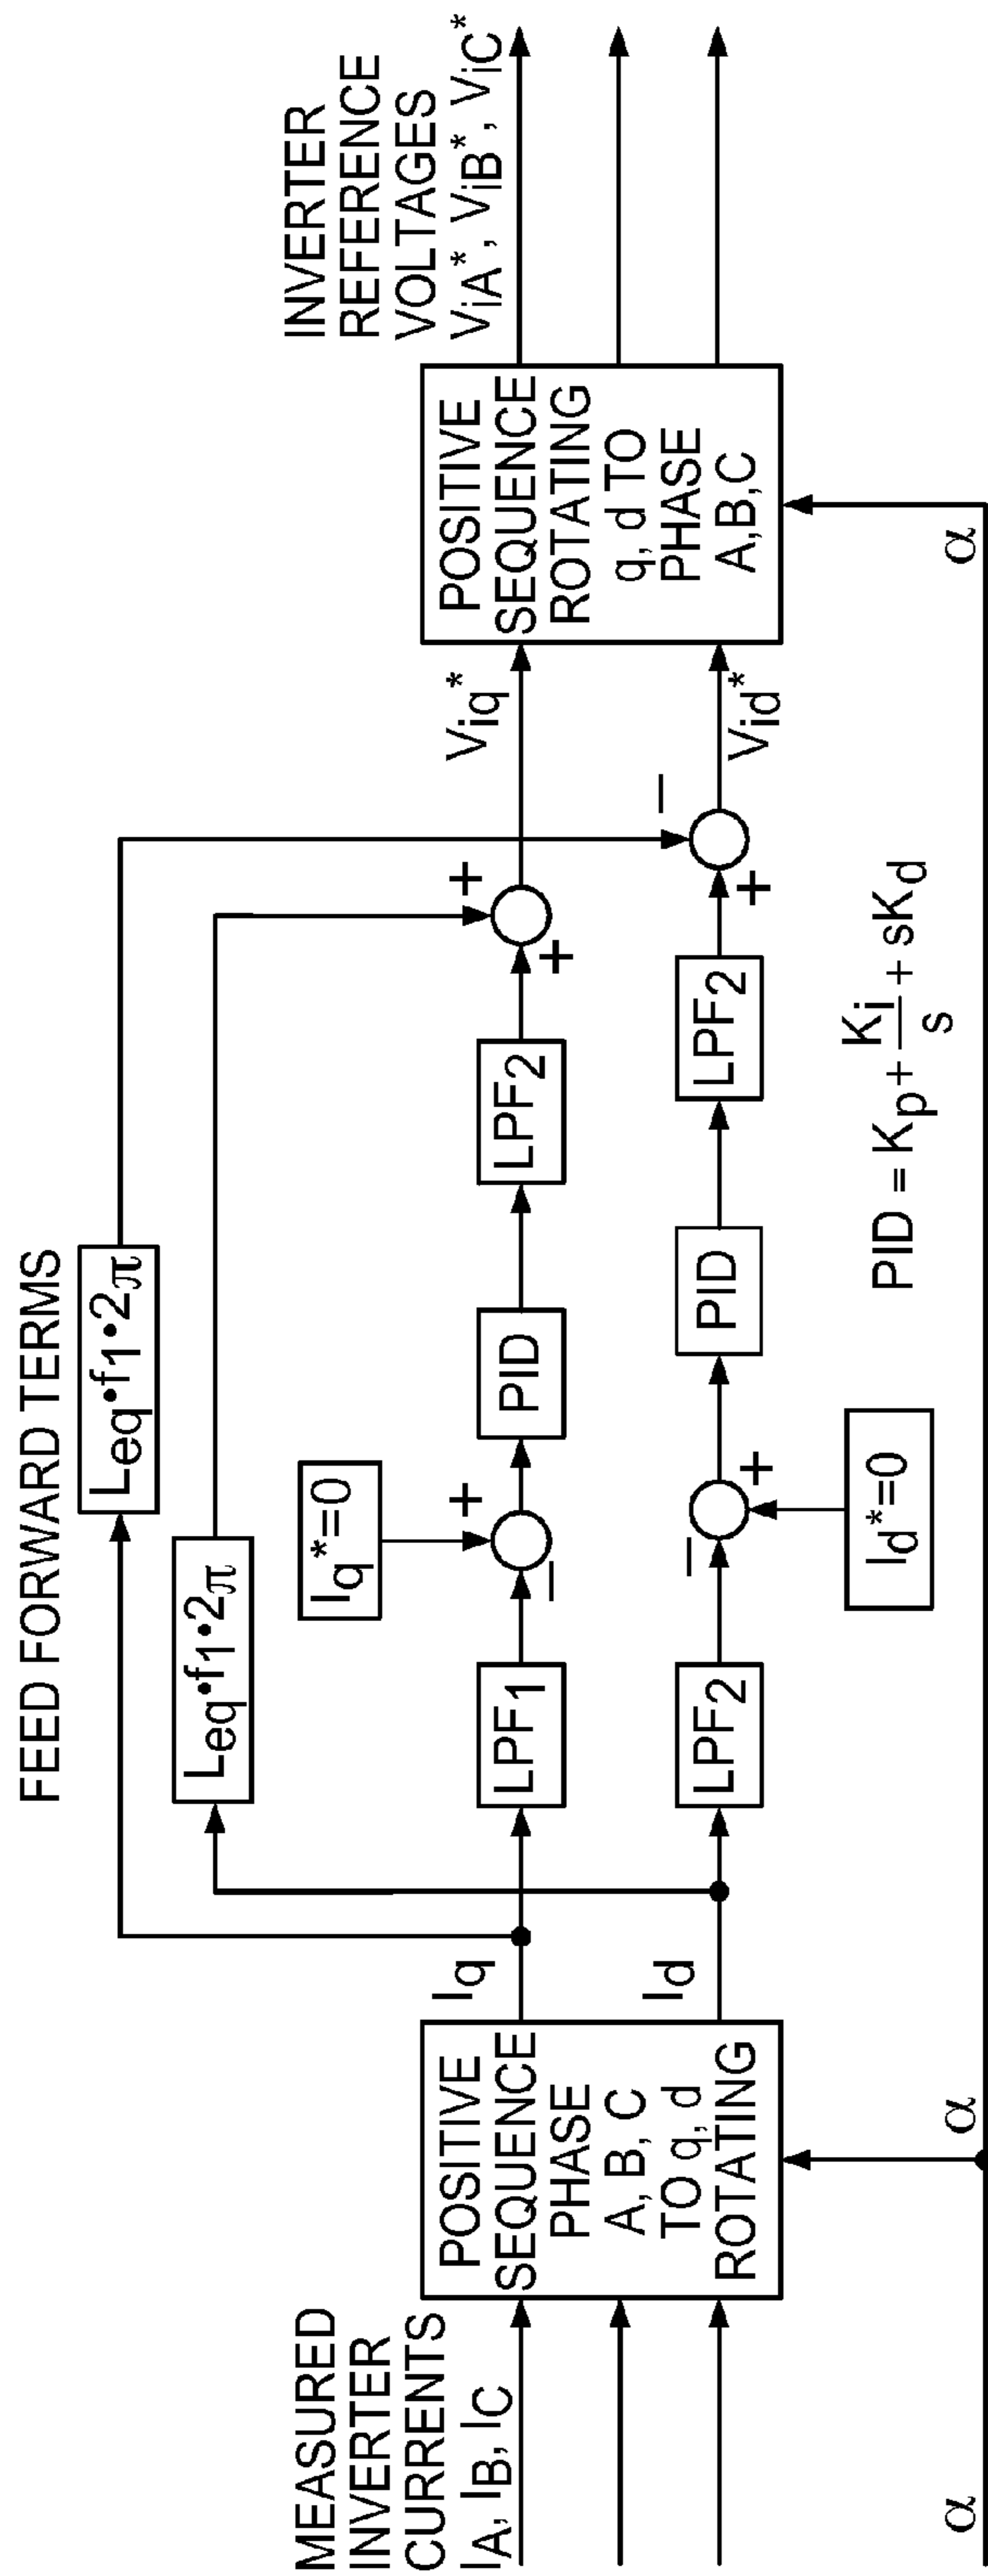 FEED FORWARD TERMS
Leq•f1•2π
Leq•f1•2π
MEASURED
INVERTER
CURRENTS
IA, IB, IC
POSITIVE
SEQUENCE
PHASE
A, B, C
TO q, d
ROTATING
Iq
Id
LPF1
LPF2
Iq*=0
Id*=0
+
−
−
+
PID
PID
LPF2
LPF2
+
+
−
+
Viq*
Vid*
POSITIVE
SEQUENCE
ROTATING
q, d TO
PHASE
A,B,C
INVERTER
REFERENCE
VOLTAGES
ViA*, ViB*, ViC*
PID = Kp + Ki/s + sKd
α
α
α